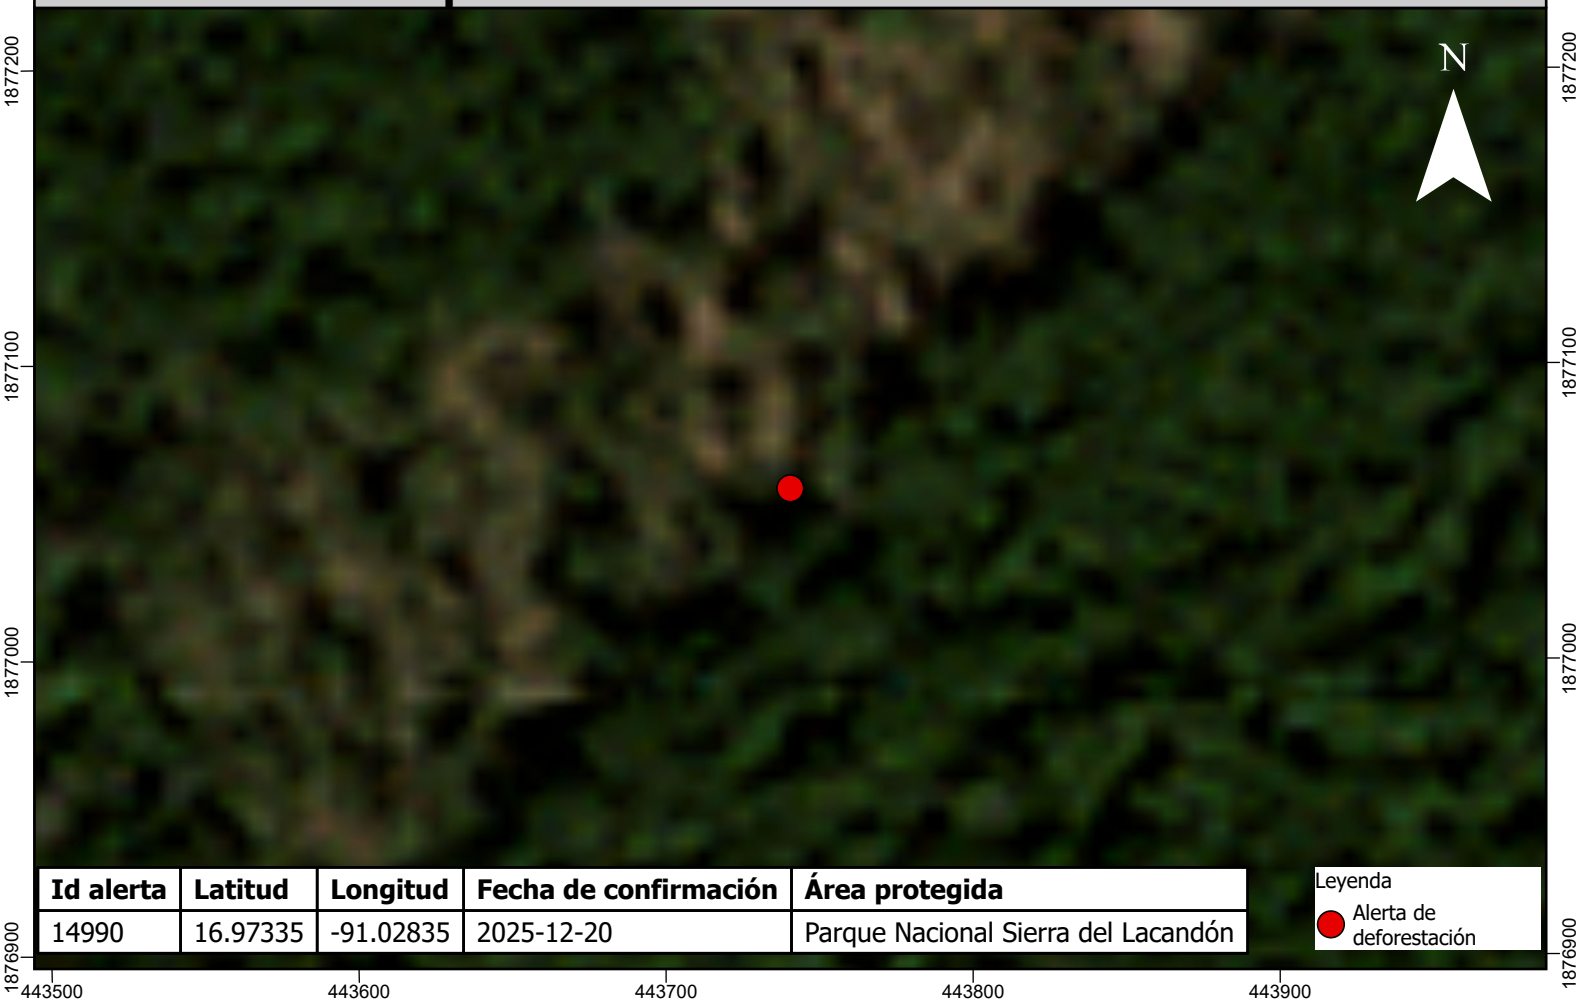 N
1877200
1877200
1877100
1877100
1877000
1877000
1876900
1876900
Id alerta Latitud Longitud Fecha de confirmación Área protegida
14990 16.97335 -91.02835 2025-12-20 Parque Nacional Sierra del Lacandón
Leyenda
Alerta de
deforestación
443500 443600 443700 443800 443900